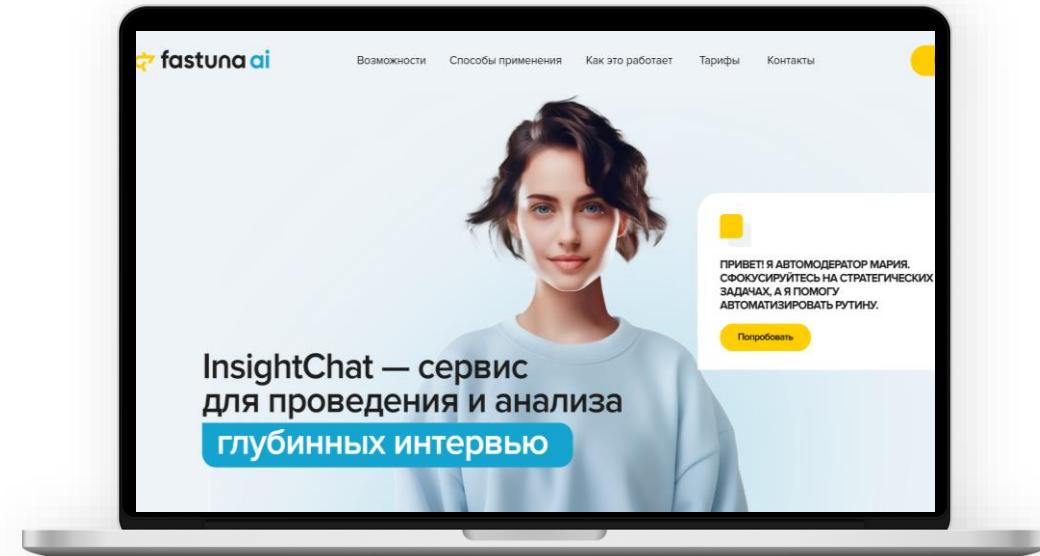 fastuna ai
Возможности Способы применения Как это работает Тарифы Контакты
ПРИВЕТ! Я АВТОМОДЕРАТОР МАРИЯ.
СФОКУСИРУЙТЕСЬ НА СТРАТЕГИЧЕСКИХ
ЗАДАЧАХ, А Я ПОМОГУ
АВТОМАТИЗИРОВАТЬ РУТИНУ.
Попробовать
InsightChat — сервис
для проведения и анализа
глубинных интервью